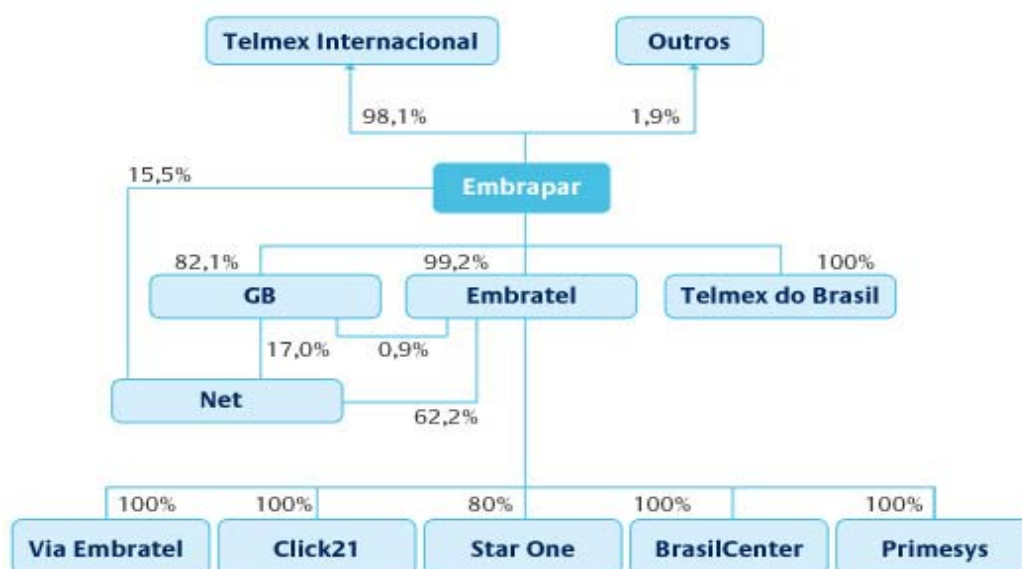 Telmex Internacional
Outros
98,1%
1,9%
15,5%
Embrapar
82,1%
99,2%
100%
GB
Embratel
Telmex do Brasil
17,0%
0,9%
Net
62,2%
100%
100%
80%
100%
100%
Via Embratel
Click21
Star One
BrasilCenter
Primesys